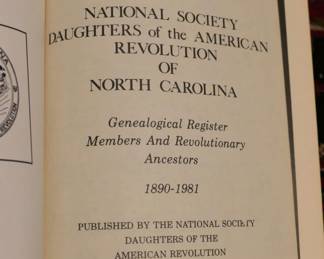 NATIONAL SOCIETY
DAUGHTERS of the AMERICAN
REVOLUTION
OF
NORTH CAROLINA
Genealogical Register
Members And Revolutionary
Ancestors
1890-1981
PUBLISHED BY THE NATIONAL SOCIETY
DAUGHTERS OF THE
AMERICAN REVOLUTION